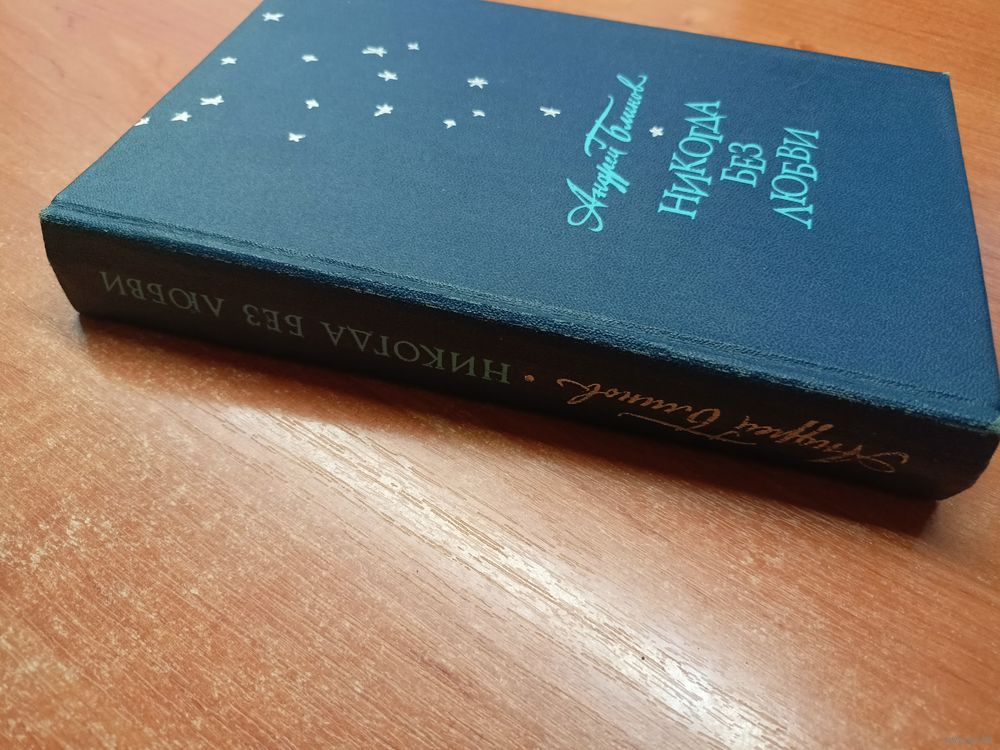 Андрей Блинов
НИКОГДА
БЕЗ
ЛЮБВИ
Андрей Блинов • НИКОГДА БЕЗ ЛЮБВИ